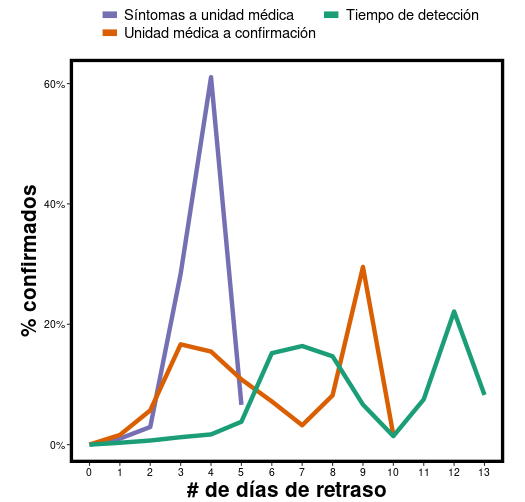 Síntomas a unidad médica
Tiempo de detección
Unidad médica a confirmación
60%
40%
20%
0%
% confirmados
0 1 2 3 4 5 6 7 8 9 10 11 12 13
# de días de retraso